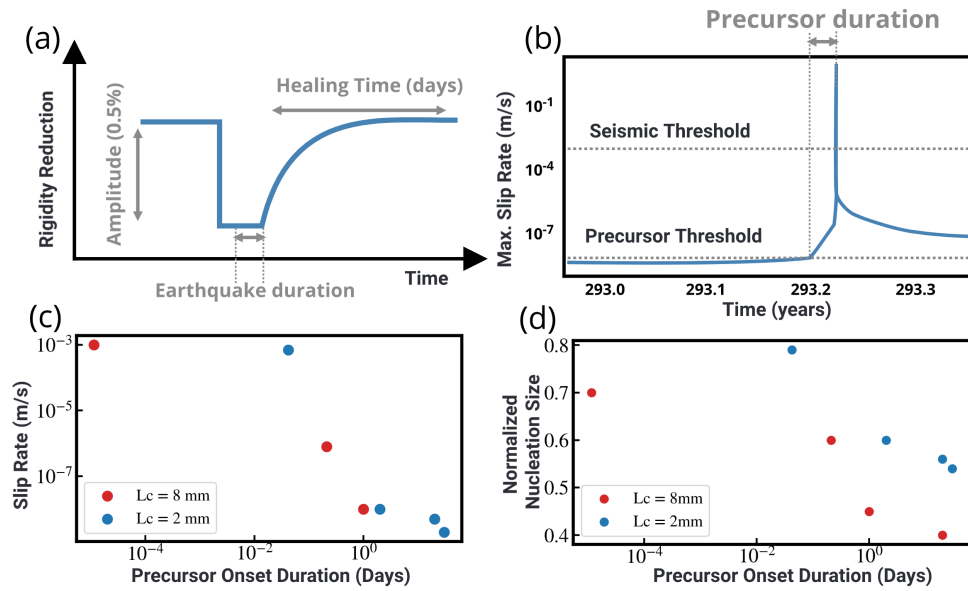 (a)
Rigidity Reduction
Amplitude (0.5%)
Healing Time (days)
Earthquake duration
Time
(b)
Precursor duration
Max. Slip Rate (m/s)
10^-1
10^-4
10^-7
Seismic Threshold
Precursor Threshold
293.0 293.1 293.2 293.3
Time (years)
(c)
Slip Rate (m/s)
10^−3
10^−5
10^−7
Lc = 8 mm
Lc = 2 mm
10^−4 10^−2 10^0
Precursor Onset Duration (Days)
(d)
Normalized
Nucleation Size
0.8
0.7
0.6
0.5
0.4
Lc = 8mm
Lc = 2mm
10^−4 10^−2 10^0
Precursor Onset Duration (Days)